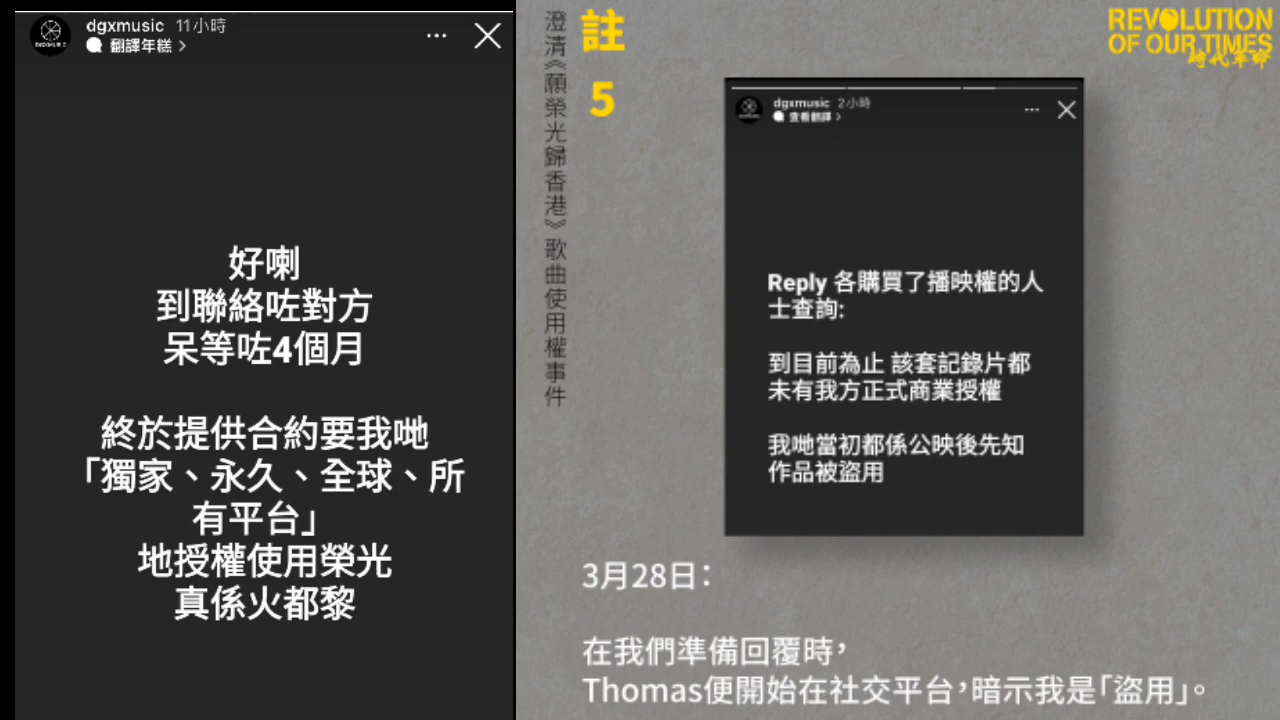 dgxmusic 11小時
翻譯年糕 >
好喇
到聯絡咗對方
呆等咗4個月
終於提供合約要我哋
「獨家、永久、全球、所
有平台」
地授權使用榮光
真係火都黎
澄清《願榮光歸香港》歌曲使用權事件
註
5
REVOLUTION
OF OUR TIMES
時代革命
dgxmusic 2小時
查看翻譯 >
Reply 各購買了播映權的人
士查詢:
到目前為止 該套記錄片都
未有我方正式商業授權
我哋當初都係公映後先知
作品被盜用
3月28日：
在我們準備回覆時，
Thomas便開始在社交平台，暗示我是「盜用」。